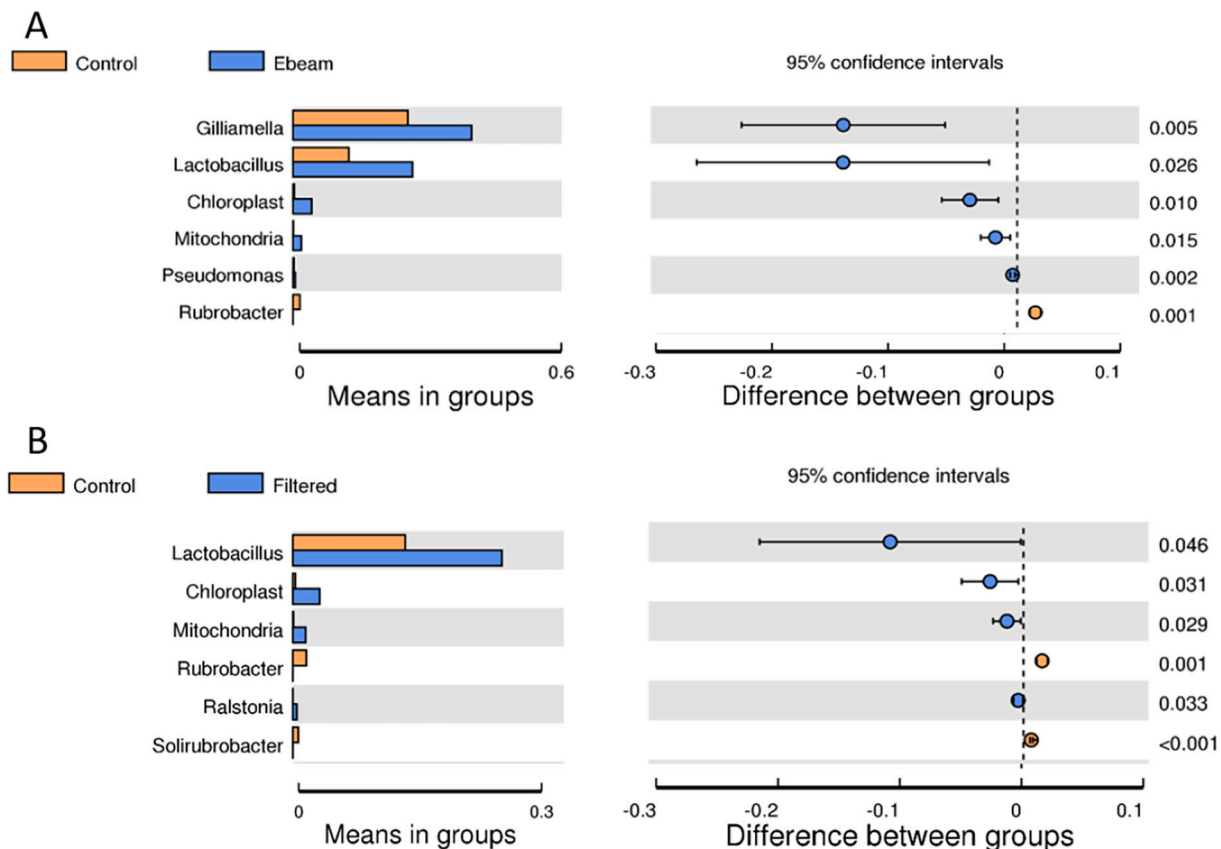 A
Control Ebeam 95% confidence intervals
Gilliamella 0.005
Lactobacillus 0.026
Chloroplast 0.010
Mitochondria 0.015
Pseudomonas 0.002
Rubrobacter 0.001
0 0.6 -0.3 -0.2 -0.1 0 0.1
Means in groups Difference between groups
B
Control Filtered 95% confidence intervals
Lactobacillus 0.046
Chloroplast 0.031
Mitochondria 0.029
Rubrobacter 0.001
Ralstonia 0.033
Solirubrobacter <0.001
0 0.3 -0.3 -0.2 -0.1 0 0.1
Means in groups Difference between groups